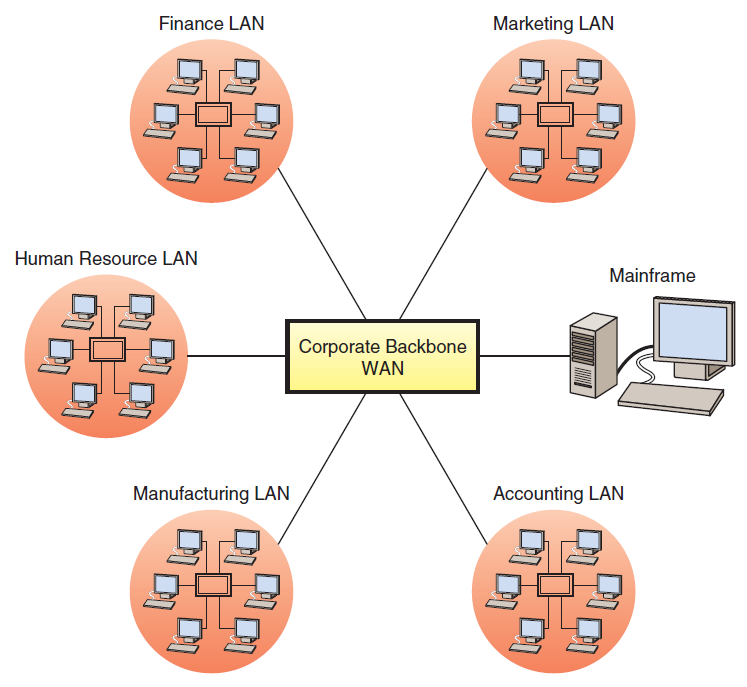 Finance LAN
Marketing LAN
Human Resource LAN
Mainframe
Corporate Backbone
WAN
Manufacturing LAN
Accounting LAN